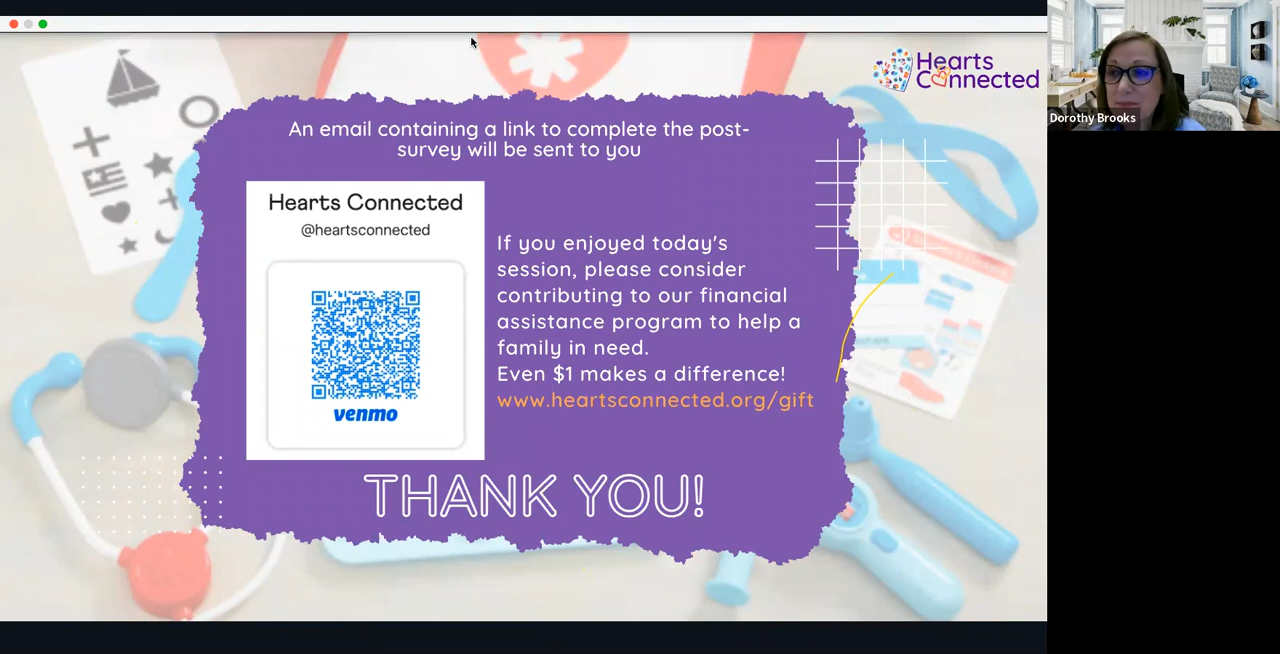 Hearts
Connected
Dorothy Brooks
An email containing a link to complete the post-
survey will be sent to you
Hearts Connected
@heartsconnected
venmo
If you enjoyed today's
session, please consider
contributing to our financial
assistance program to help a
family in need.
Even $1 makes a difference!
www.heartsconnected.org/gift
THANK YOU!